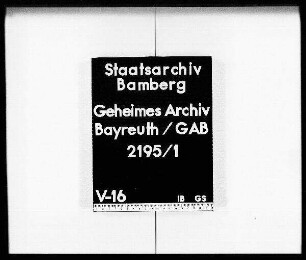 Staatsarchiv
Bamberg
Geheimes Archiv
Bayreuth / GAB
2195/1
V-16 IB GS